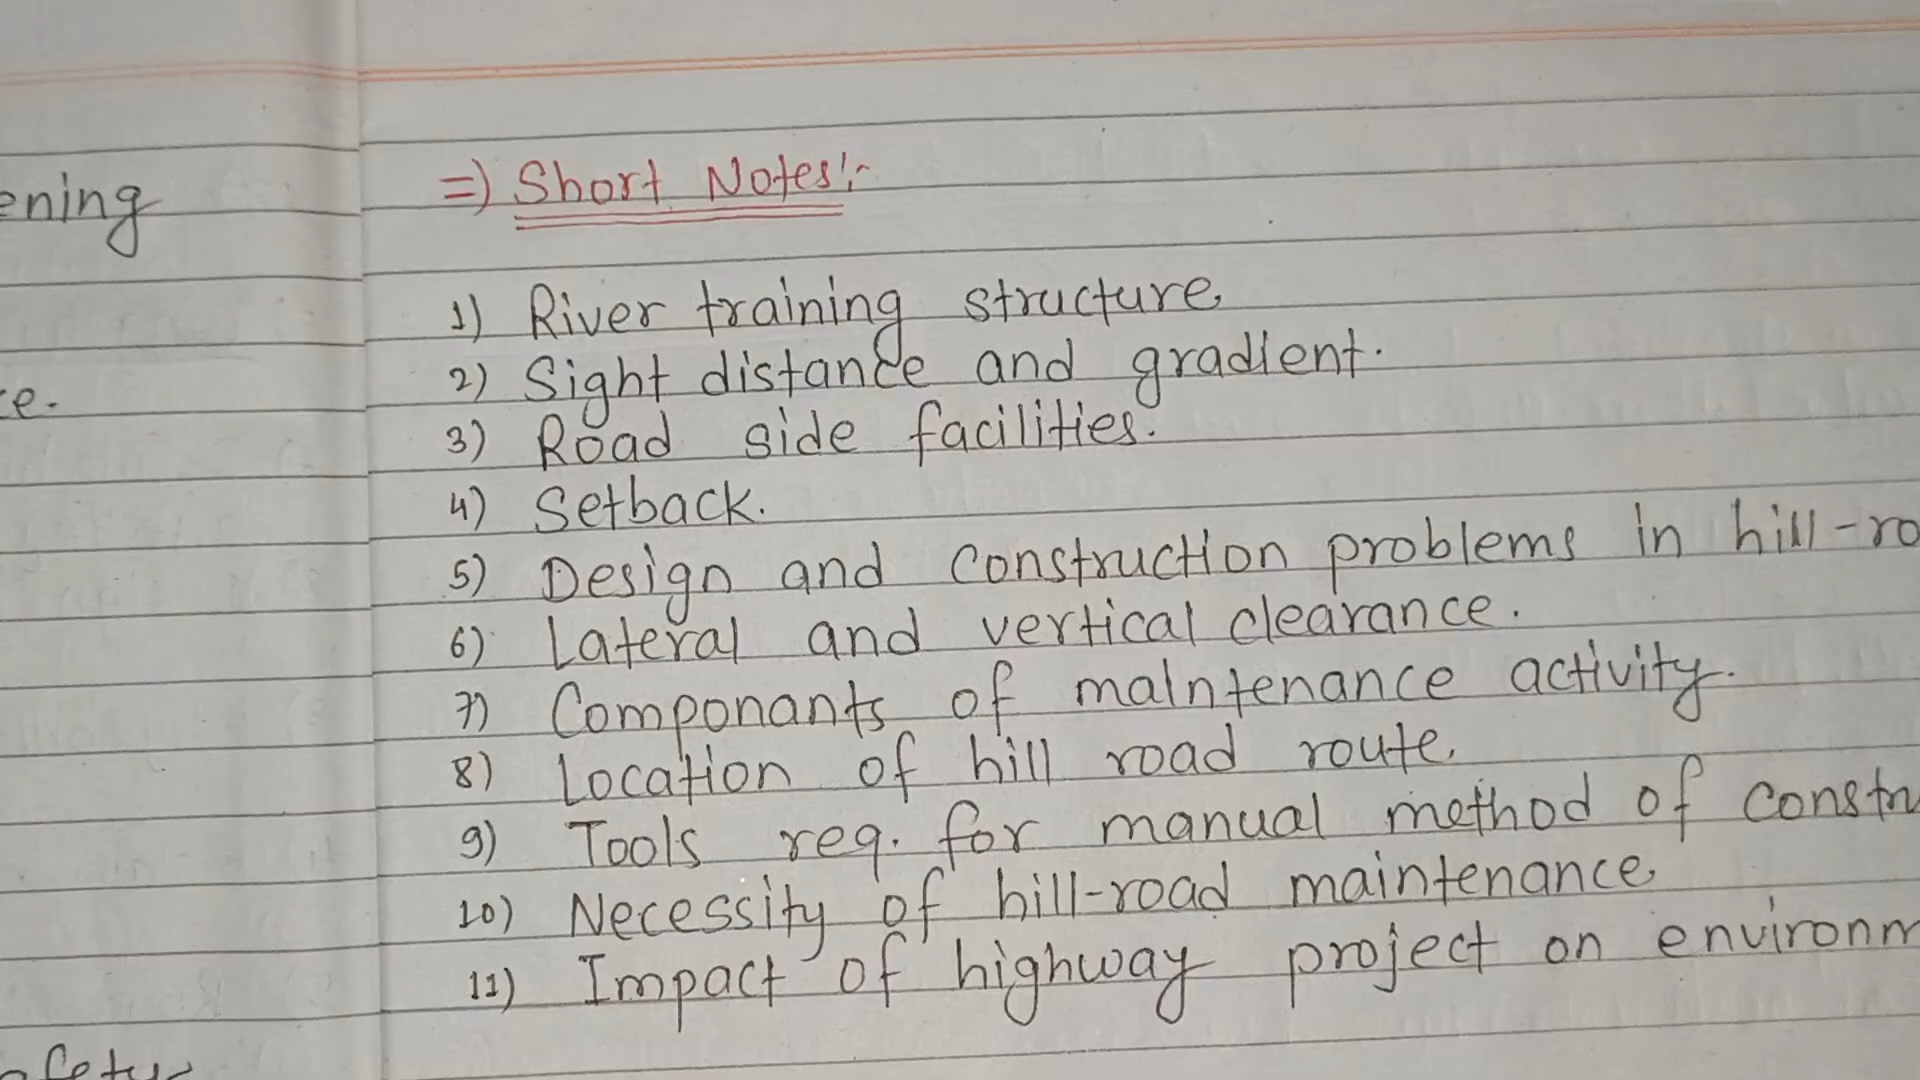 ening
=) Short Notes:-
1) River training structure
2) Sight distance and gradient.
ce.
3) Road side facilities.
4) Setback.
5) Design and construction problems in hill-ro
6) Lateral and vertical clearance.
7) Componants of maintenance activity.
8) Location of hill road route.
9) Tools req. for manual method of constru
10) Necessity of hill-road maintenance.
11) Impact of highway project on environm
afety